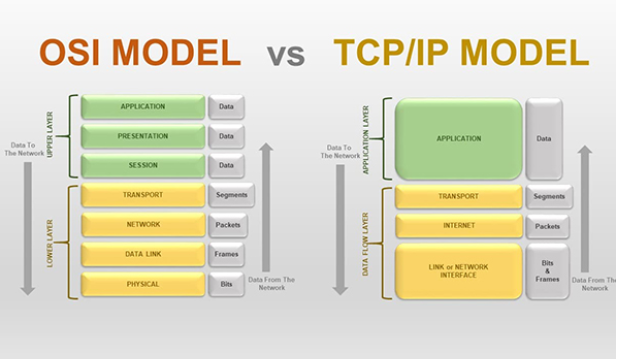 OSI MODEL vs TCP/IP MODEL
UPPER LAYER
APPLICATION Data
PRESENTATION Data
SESSION Data
Data To
The Network
LOWER LAYER
TRANSPORT Segments
NETWORK Packets
DATA LINK Frames
PHYSICAL Bits
Data From The
Network
APPLICATION LAYER
APPLICATION Data
Data To
The Network
DATA FLOW LAYER
TRANSPORT Segments
INTERNET Packets
LINK or NETWORK
INTERFACE
Bits
&
Frames
Data From The
Network